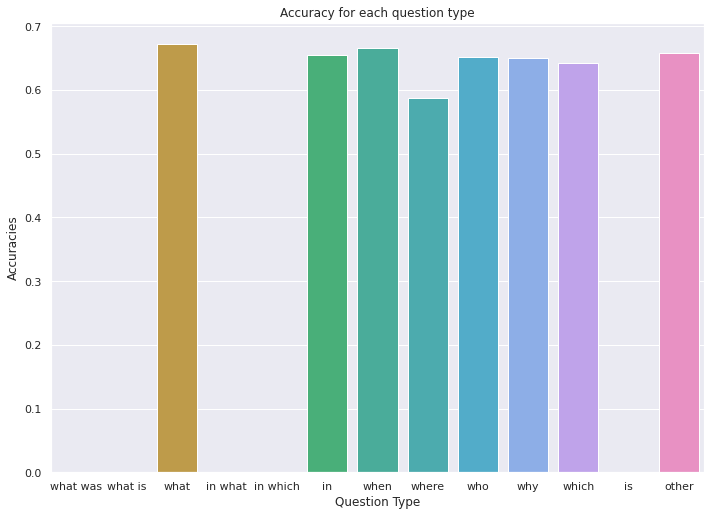 Accuracy for each question type
0.7
0.6
0.5
0.4
0.3
0.2
0.1
0.0
Accuracies
what was what is what in what in which in when where who why which is other
Question Type